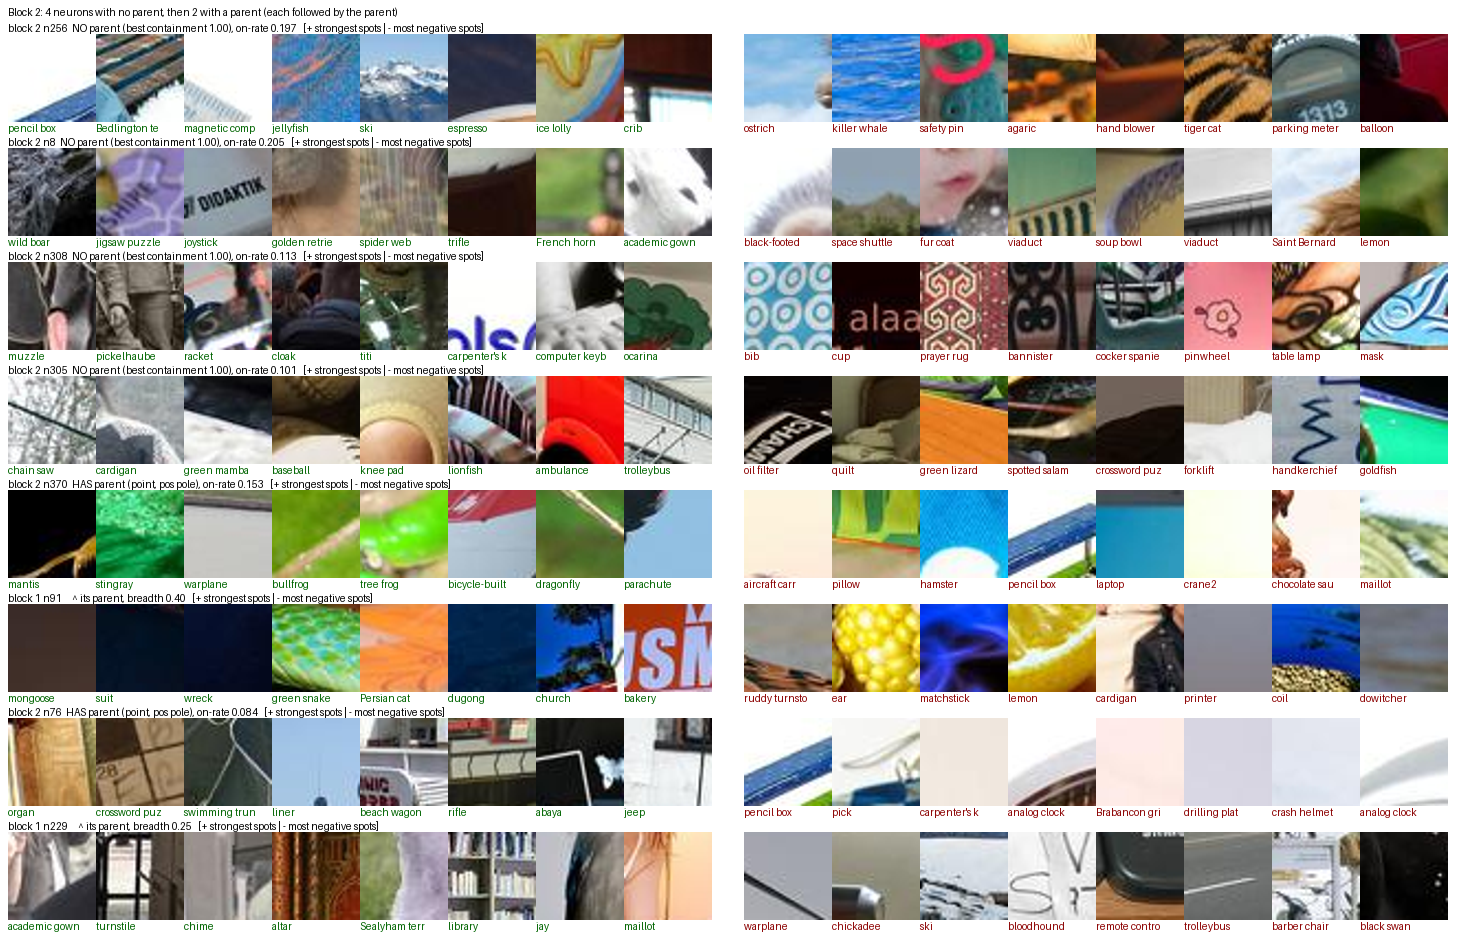 Block 2: 4 neurons with no parent, then 2 with a parent (each followed by the parent)
block 2 n256 NO parent (best containment 1.00), on-rate 0.197 [+ strongest spots | - most negative spots]
1313
pencil box Bedlington te magnetic comp jellyfish ski espresso ice lolly crib ostrich killer whale safety pin agaric hand blower tiger cat parking meter balloon
block 2 n8 NO parent (best containment 1.00), on-rate 0.205 [+ strongest spots | - most negative spots]
DIDAKTIK
wild boar jigsaw puzzle joystick golden retrie spider web trifle French horn academic gown black-footed space shuttle fur coat viaduct soup bowl viaduct Saint Bernard lemon
block 2 n308 NO parent (best containment 1.00), on-rate 0.113 [+ strongest spots | - most negative spots]
ols alaa
muzzle pickelhaube racket cloak titi carpenter's k computer keyb ocarina bib cup prayer rug bannister cocker spanie pinwheel table lamp mask
block 2 n305 NO parent (best containment 1.00), on-rate 0.101 [+ strongest spots | - most negative spots]
CHAM
chain saw cardigan green mamba baseball knee pad lionfish ambulance trolleybus oil filter quilt green lizard spotted salam crossword puz forklift handkerchief goldfish
block 2 n370 HAS parent (point, pos pole), on-rate 0.153 [+ strongest spots | - most negative spots]
mantis stingray warplane bullfrog tree frog bicycle-built dragonfly parachute aircraft carr pillow hamster pencil box laptop crane2 chocolate sau maillot
block 1 n91 ^ its parent, breadth 0.40 [+ strongest spots | - most negative spots]
ISM
mongoose suit wreck green snake Persian cat dugong church bakery ruddy turnsto ear matchstick lemon cardigan printer coil dowitcher
block 2 n76 HAS parent (point, pos pole), on-rate 0.084 [+ strongest spots | - most negative spots]
28 NIC
organ crossword puz swimming trun liner beach wagon rifle abaya jeep pencil box pick carpenter's k analog clock Brabancon gri drilling plat crash helmet analog clock
block 1 n229 ^ its parent, breadth 0.25 [+ strongest spots | - most negative spots]
academic gown turnstile chime altar Sealyham terr library jay maillot warplane chickadee ski bloodhound remote contro trolleybus barber chair black swan